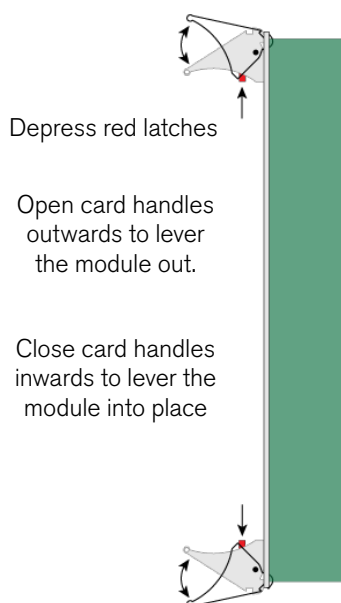 Depress red latches
Open card handles
outwards to lever
the module out.
Close card handles
inwards to lever the
module into place